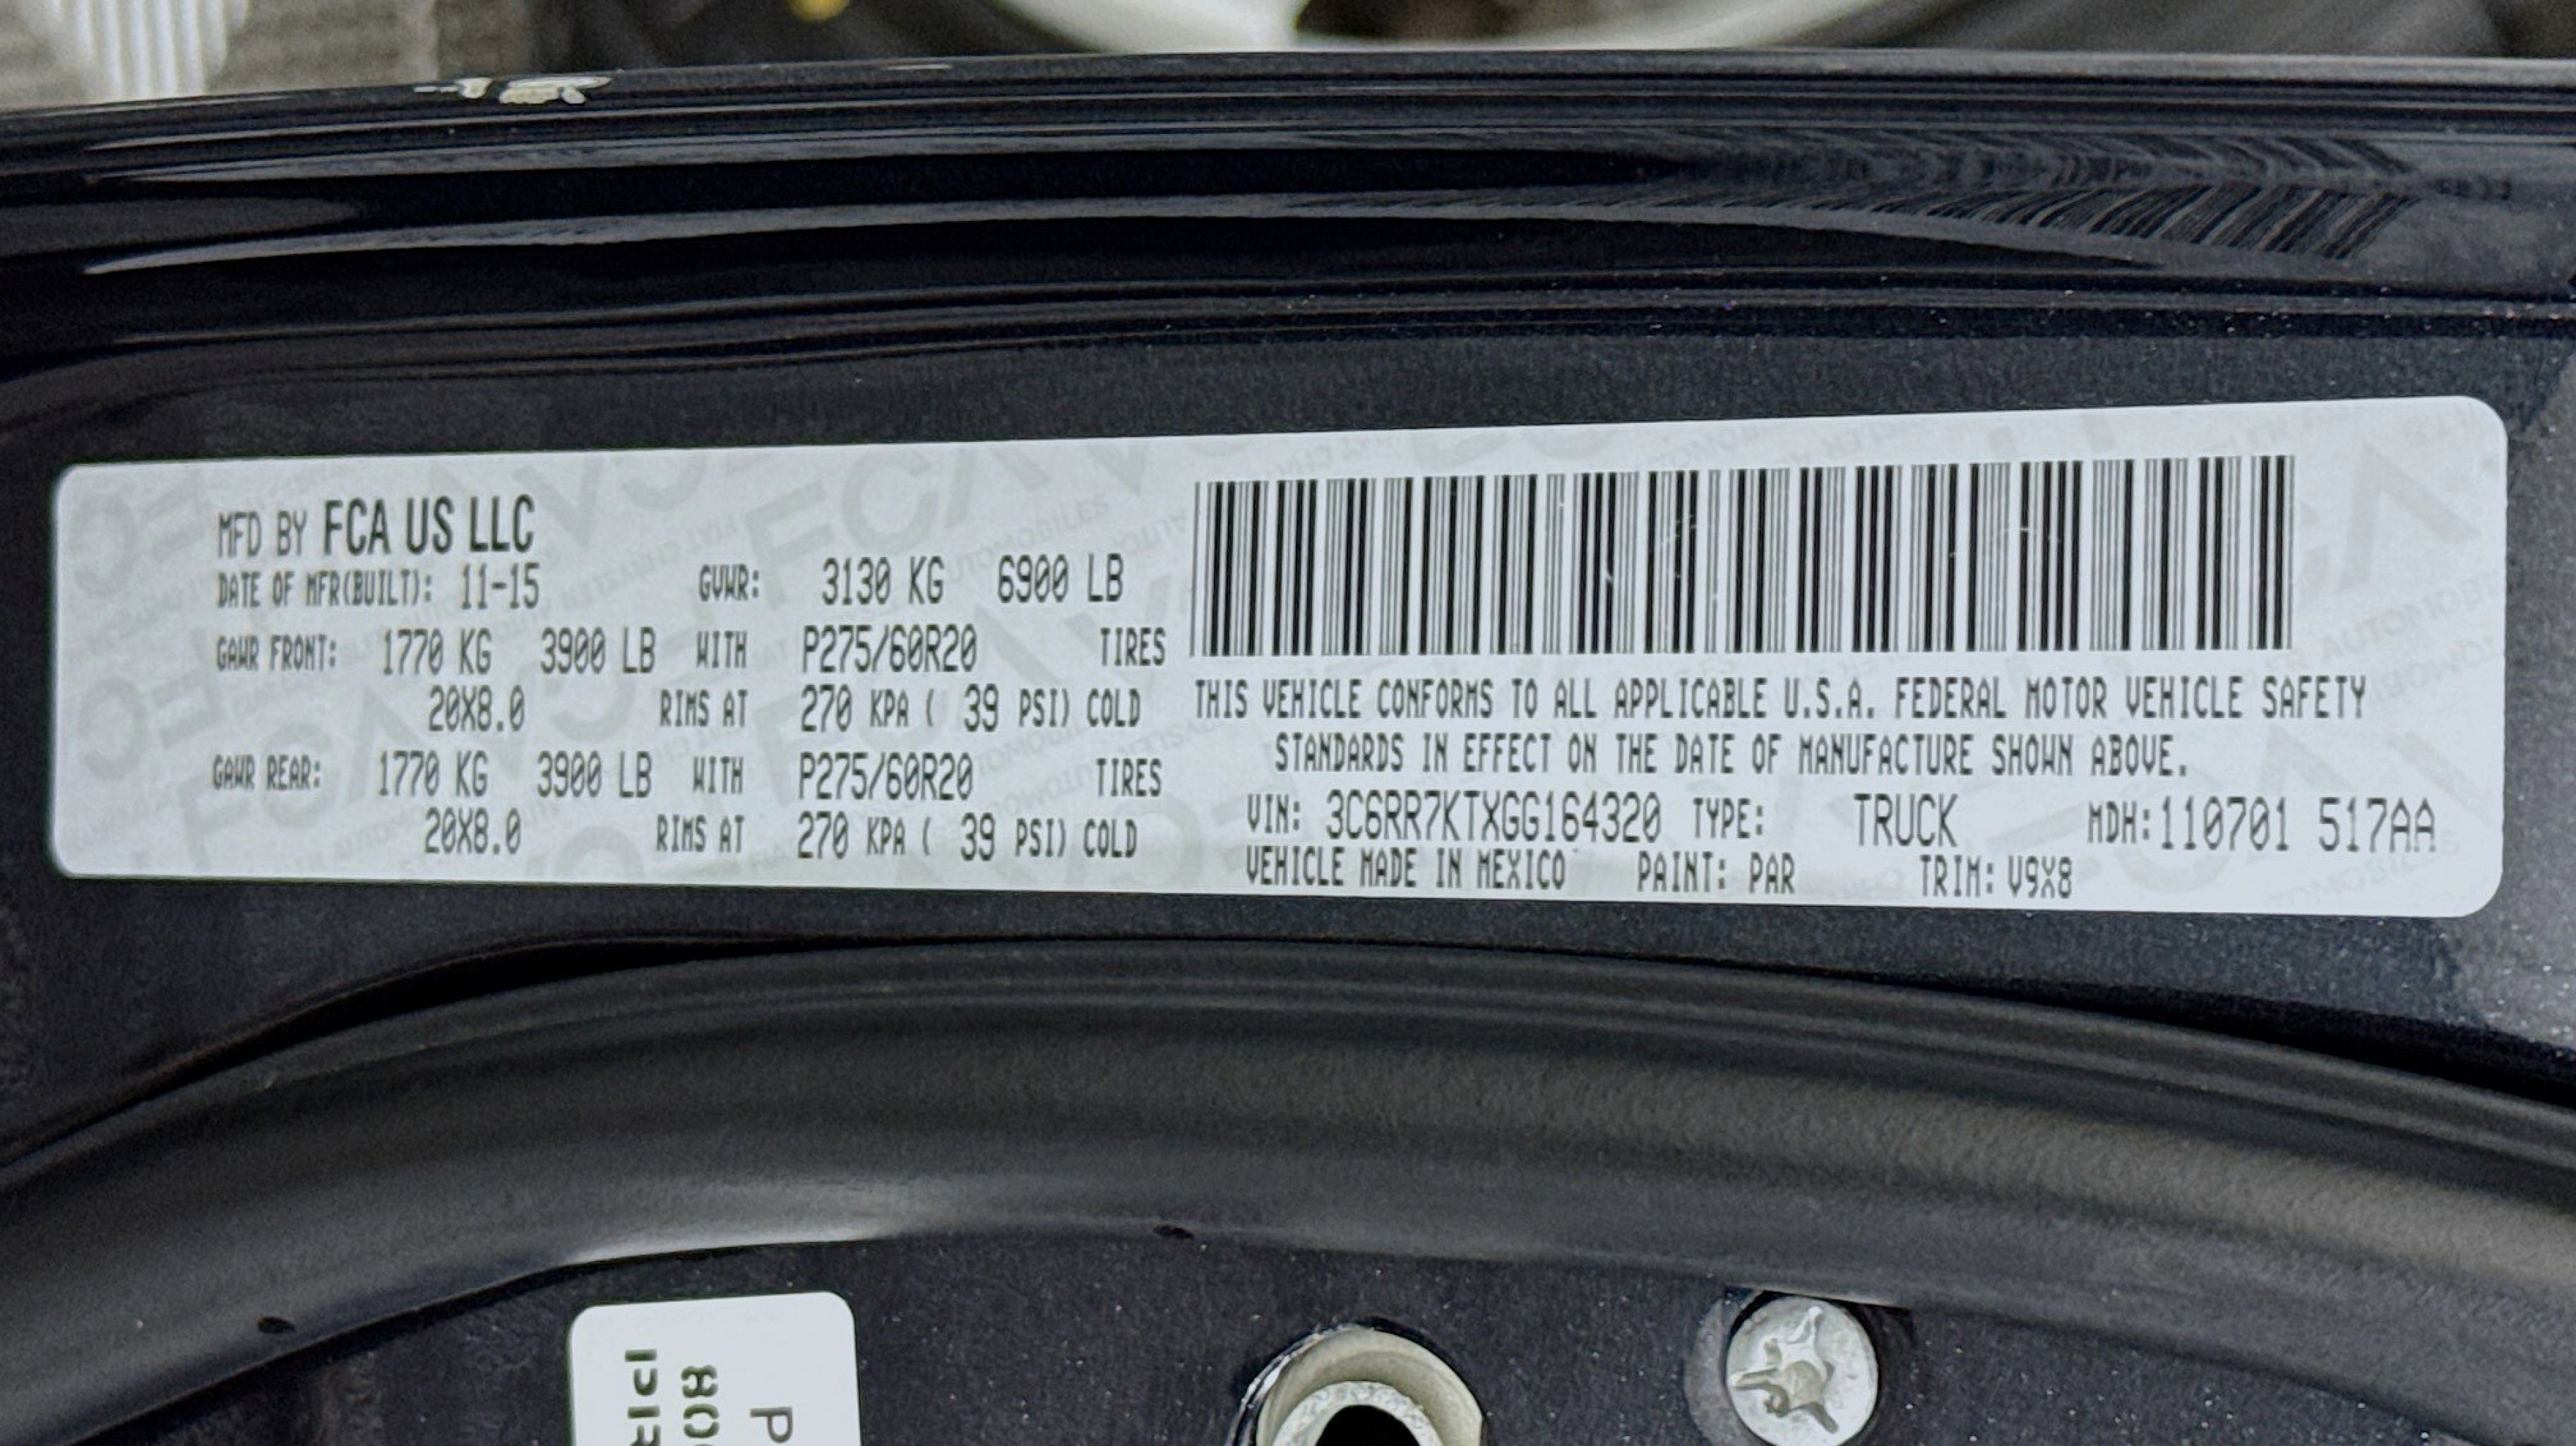 MFD BY FCA US LLC
DATE OF MFR(BUILT): 11-15 GVWR: 3130 KG 6900 LB
GAWR FRONT: 1770 KG 3900 LB WITH P275/60R20 TIRES
20X8.0 RIMS AT 270 KPA ( 39 PSI) COLD
GAWR REAR: 1770 KG 3900 LB WITH P275/60R20 TIRES
20X8.0 RIMS AT 270 KPA ( 39 PSI) COLD
THIS VEHICLE CONFORMS TO ALL APPLICABLE U.S.A. FEDERAL MOTOR VEHICLE SAFETY
STANDARDS IN EFFECT ON THE DATE OF MANUFACTURE SHOWN ABOVE.
VIN: 3C6RR7KTXGG164320 TYPE: TRUCK MDH:110701 517AA
VEHICLE MADE IN MEXICO PAINT: PAR TRIM: V9X8